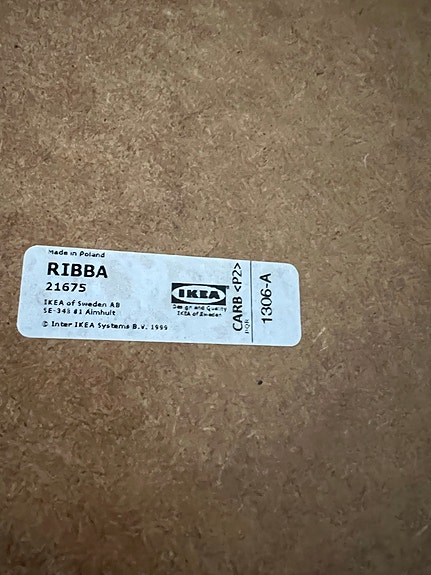 Made in Poland
RIBBA
21675
IKEA of Sweden AB
SE-343 81 Älmhult
© Inter IKEA Systems B.V. 1999
IKEA
Design and Quality
IKEA of Sweden
CARB <P2>
PQR
1306-A